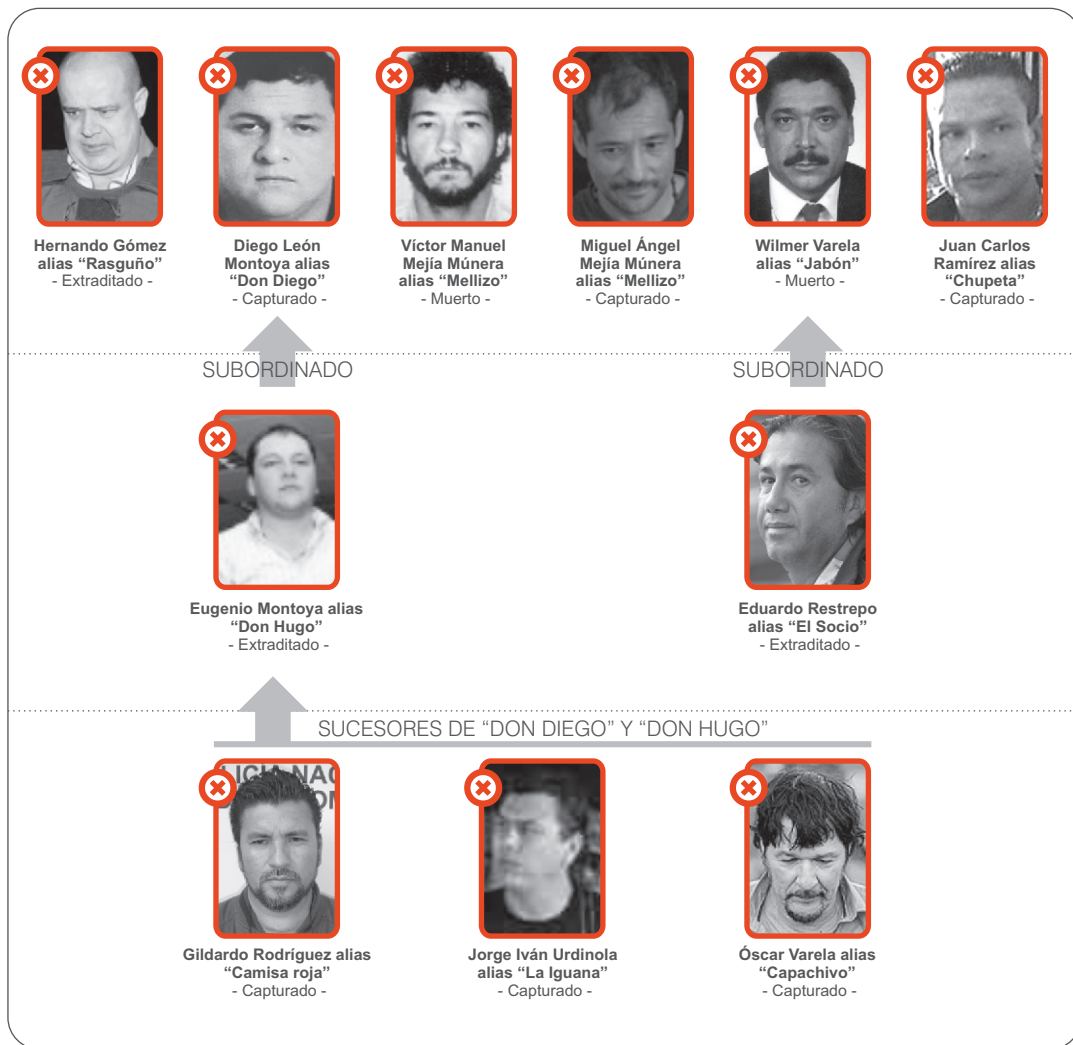 Hernando Gómez
alias “Rasguño”
- Extraditado -
Diego León
Montoya alias
“Don Diego”
- Capturado -
Víctor Manuel
Mejía Múnera
alias “Mellizo”
- Muerto -
Miguel Ángel
Mejía Múnera
alias “Mellizo”
- Capturado -
Wilmer Varela
alias “Jabón”
- Muerto -
Juan Carlos
Ramírez alias
“Chupeta”
- Capturado -
SUBORDINADO
SUBORDINADO
Eugenio Montoya alias
“Don Hugo”
- Extraditado -
Eduardo Restrepo
alias “El Socio”
- Extraditado -
SUCESORES DE “DON DIEGO” Y “DON HUGO”
Gildardo Rodríguez alias
“Camisa roja”
- Capturado -
Jorge Iván Urdinola
alias “La Iguana”
- Capturado -
Óscar Varela alias
“Capachivo”
- Capturado -